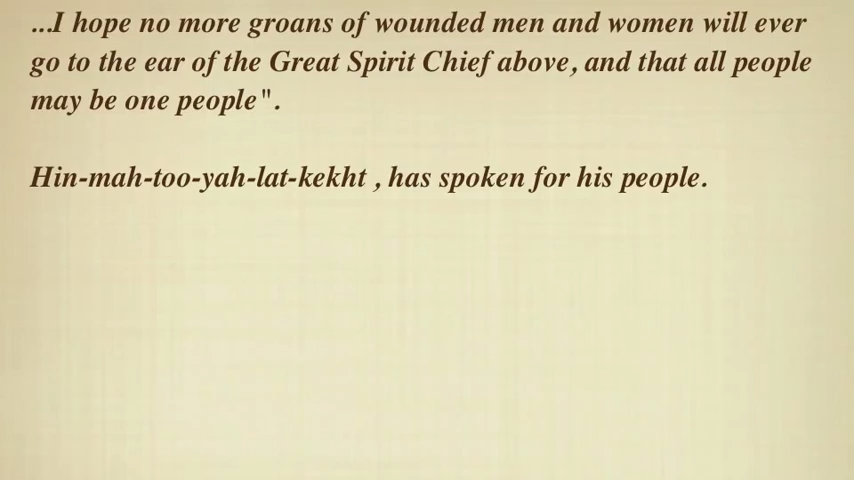 ...I hope no more groans of wounded men and women will ever
go to the ear of the Great Spirit Chief above, and that all people
may be one people".
Hin-mah-too-yah-lat-kekht , has spoken for his people.